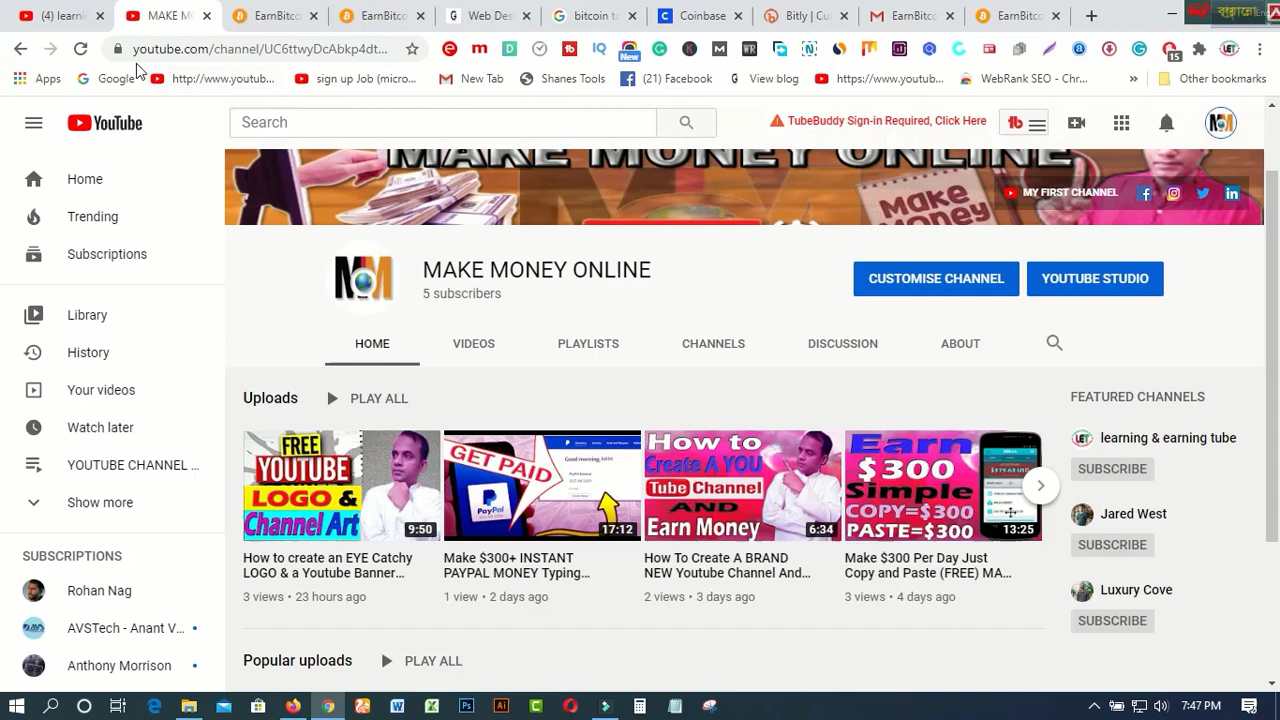 (4) learni
MAKE MO
EarnBitco
EarnBitc
Web
bitcoin to
Coinbase
Bitly | Co
EarnBit
EarnBitco
youtube.com/channel/UC6ttwyDcAbkp4dt...
New
15
Apps
Google
http://www.youtub...
sign up Job (micro...
New Tab
Shanes Tools
(21) Facebook
View blog
https://www.youtub...
WebRank SEO - Chr...
»
Other bookmarks
YouTube
Search
TubeBuddy Sign-in Required, Click Here
MAKE MONEY ONLINE
Make
Money
MY FIRST CHANNEL
Home
Trending
Subscriptions
Library
History
Your videos
Watch later
YOUTUBE CHANNEL ...
Show more
SUBSCRIPTIONS
Rohan Nag
AVSTech - Anant V...
Anthony Morrison
MAKE MONEY ONLINE
5 subscribers
CUSTOMISE CHANNEL
YOUTUBE STUDIO
HOME
VIDEOS
PLAYLISTS
CHANNELS
DISCUSSION
ABOUT
Uploads
PLAY ALL
FREE
YOUTUBE
LOGO &
Channel Art
9:50
How to create an EYE Catchy
LOGO & a Youtube Banner...
3 views • 23 hours ago
GET PAID
PayPal
17:12
Make $300+ INSTANT
PAYPAL MONEY Typing...
1 view • 2 days ago
How to
Create A YOU
Tube Channel
AND
Earn Money
6:34
How To Create A BRAND
NEW Youtube Channel And...
2 views • 3 days ago
Earn
$300
Simple
COPY=$300
PASTE=$300
13:25
Make $300 Per Day Just
Copy and Paste (FREE) MA...
3 views • 4 days ago
FEATURED CHANNELS
learning & earning tube
SUBSCRIBE
Jared West
SUBSCRIBE
Luxury Cove
SUBSCRIBE
Popular uploads
PLAY ALL
7:47 PM